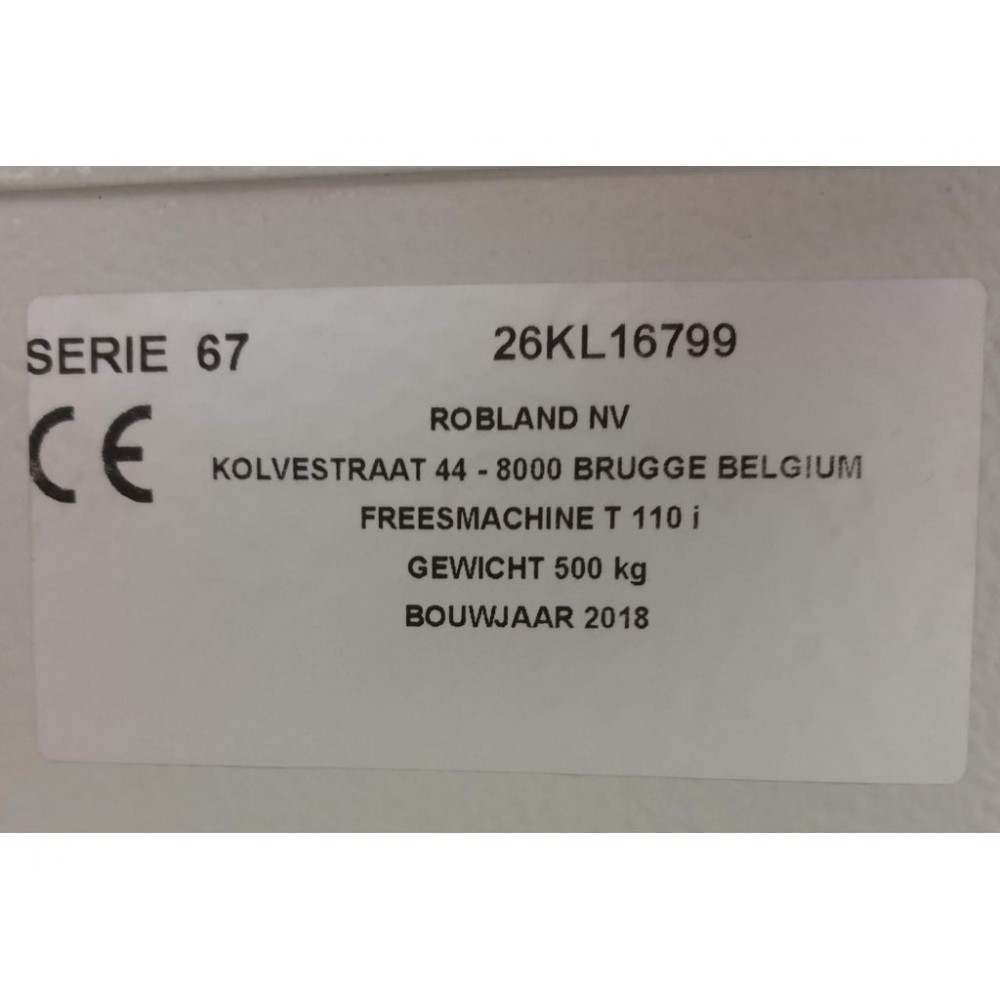 SERIE 67 26KL16799
CE
ROBLAND NV
KOLVESTRAAT 44 - 8000 BRUGGE BELGIUM
FREESMACHINE T 110 i
GEWICHT 500 kg
BOUWJAAR 2018